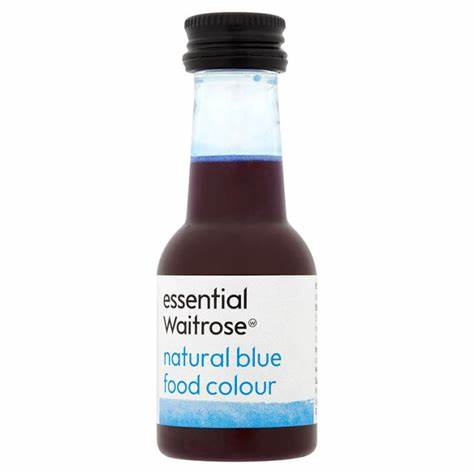 essential
Waitrose
natural blue
food colour